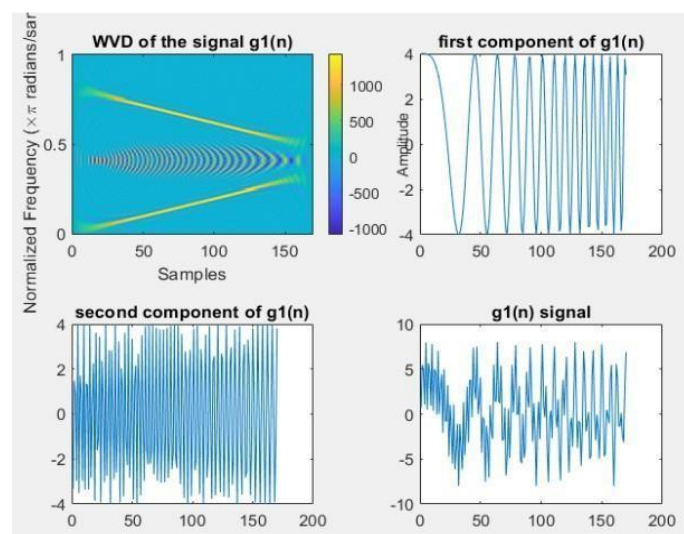 WVD of the signal g1(n)
Normalized Frequency (×π radians/sar
1
0.5
0
0 50 100 150
Samples
1000
500
0
-500
-1000
first component of g1(n)
Amplitude
4
2
0
-2
-4
0 50 100 150 200
second component of g1(n)
4
2
0
-2
-4
0 50 100 150 200
g1(n) signal
10
5
0
-5
-10
0 50 100 150 200